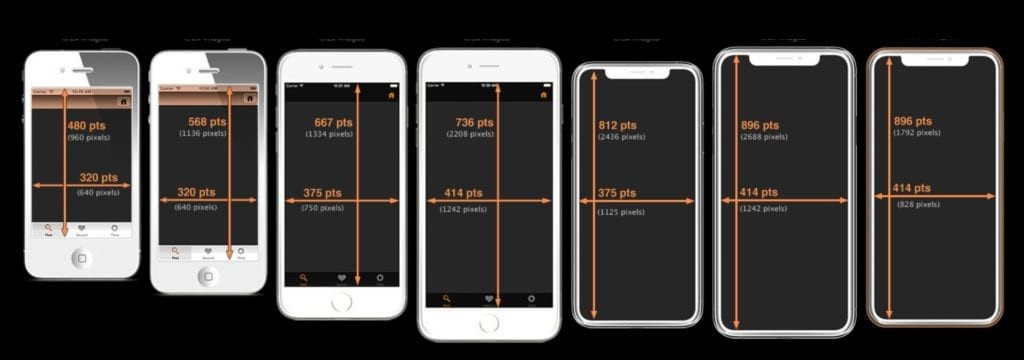 480 pts
(960 pixels)
320 pts
(640 pixels)
568 pts
(1136 pixels)
320 pts
(640 pixels)
667 pts
(1334 pixels)
375 pts
(750 pixels)
736 pts
(2208 pixels)
414 pts
(1242 pixels)
812 pts
(2436 pixels)
375 pts
(1125 pixels)
896 pts
(2688 pixels)
414 pts
(1242 pixels)
896 pts
(1792 pixels)
414 pts
(828 pixels)